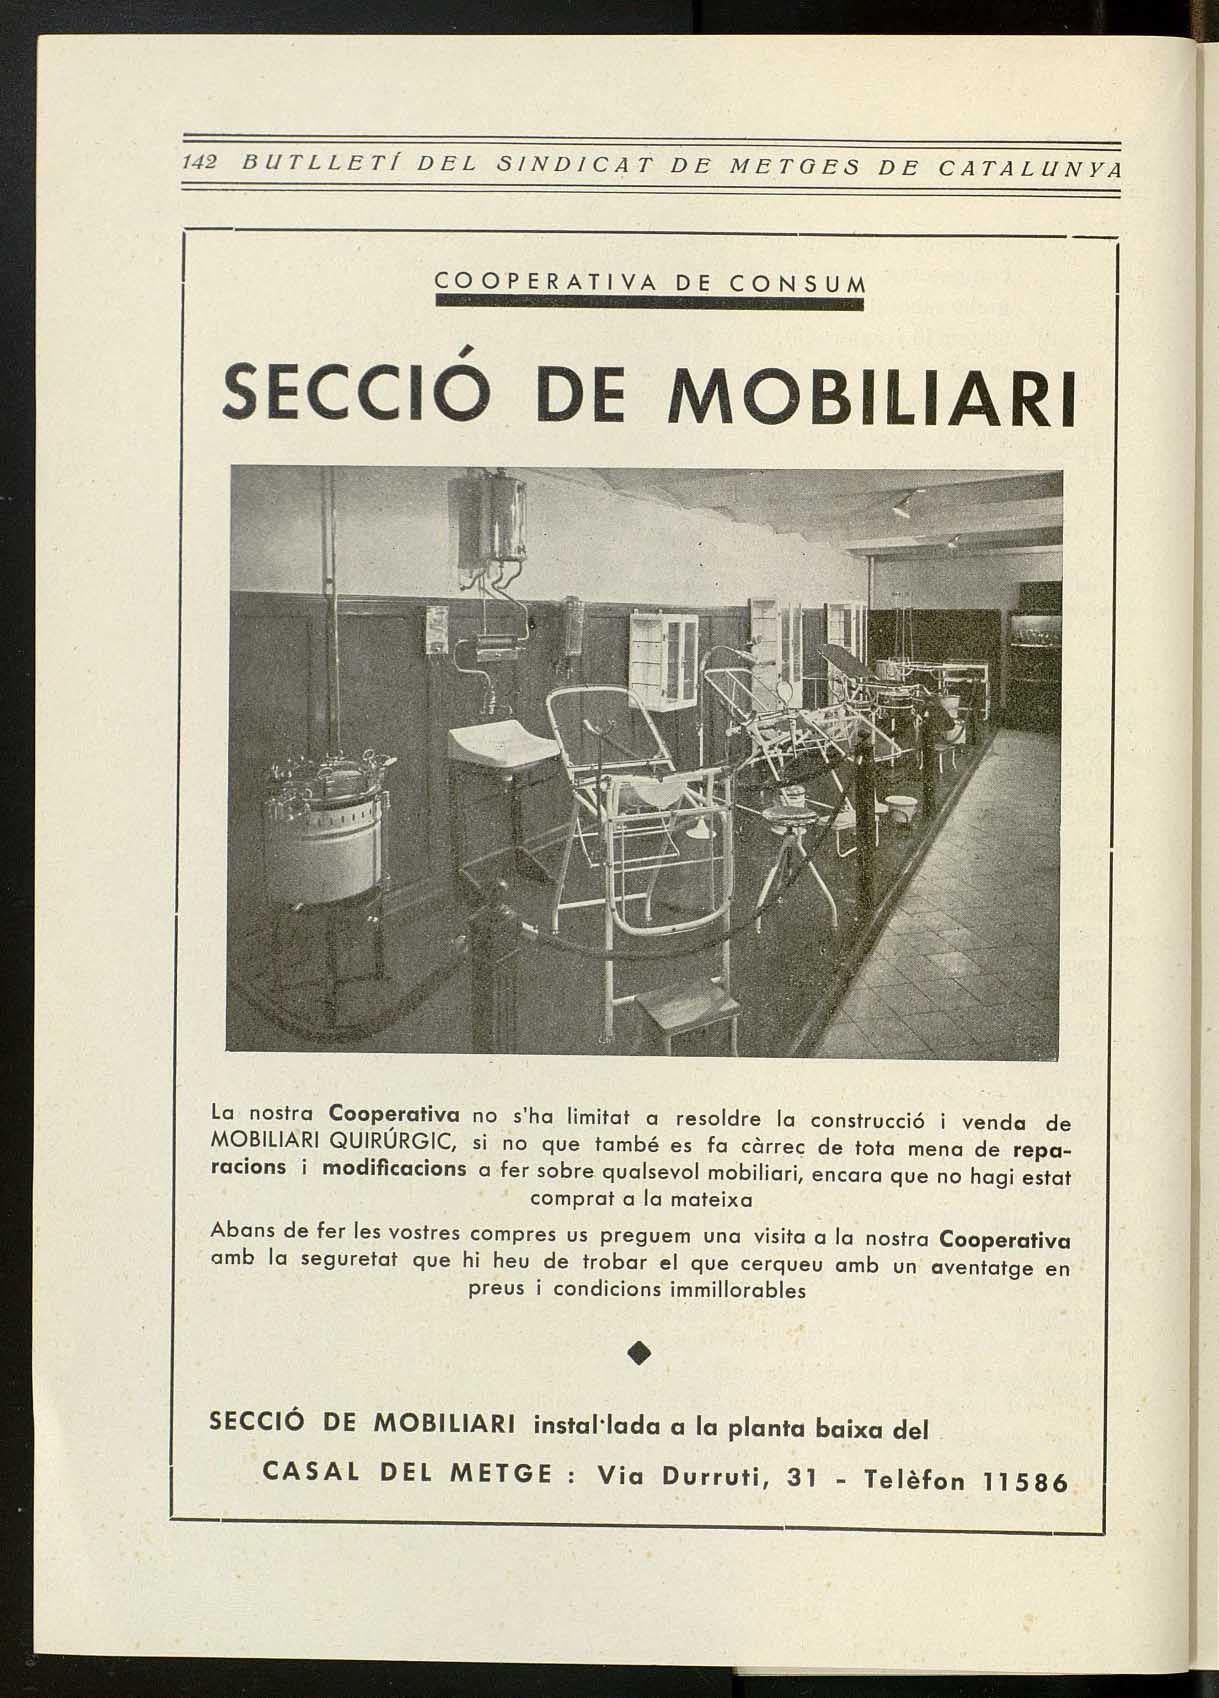 142 BUTLLETÍ DEL SINDICAT DE METGES DE CATALUNYA
COOPERATIVA DE CONSUM
SECCIÓ DE MOBILIARI
La nostra Cooperativa no s'ha limitat a resoldre la construcció i venda de
MOBILIARI QUIRÚRGIC, si no que també es fa càrrec de tota mena de repa-
racions i modificacions a fer sobre qualsevol mobiliari, encara que no hagi estat
comprat a la mateixa
Abans de fer les vostres compres us preguem una visita a la nostra Cooperativa
amb la seguretat que hi heu de trobar el que cerqueu amb un aventatge en
preus i condicions immillorables
SECCIÓ DE MOBILIARI instal·lada a la planta baixa del
CASAL DEL METGE : Via Durruti, 31 - Telèfon 11586